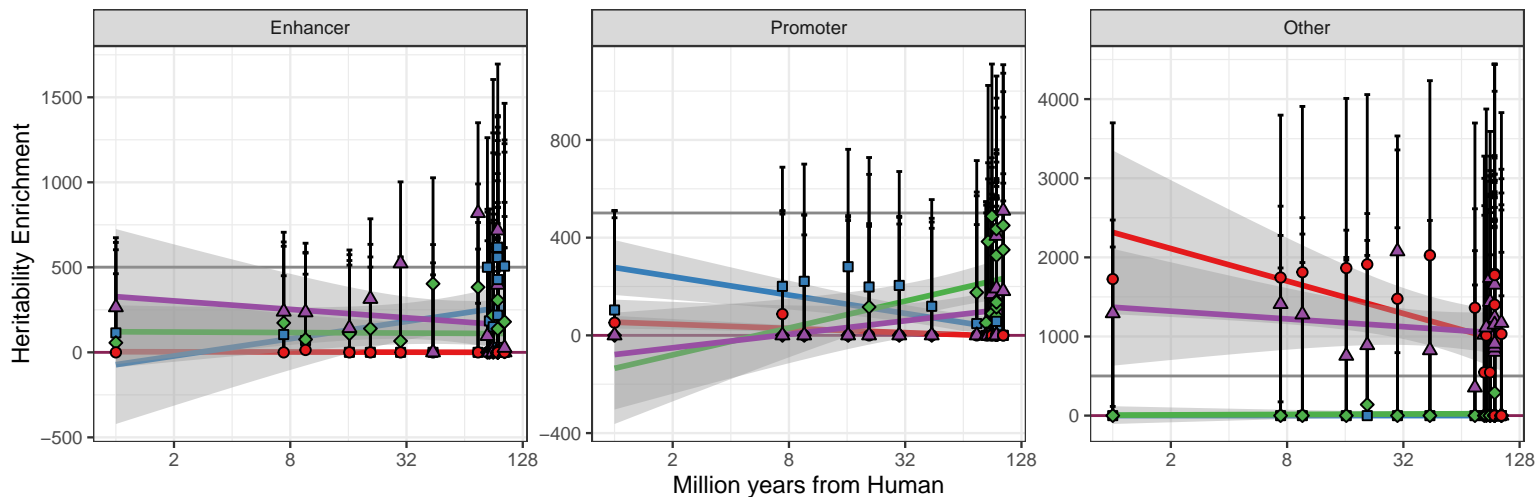 Enhancer
Promoter
Other
Heritability Enrichment
1500
1000
500
0
−500
800
400
0
−400
4000
3000
2000
1000
0
2 8 32 128
2 8 32 128
2 8 32 128
Million years from Human